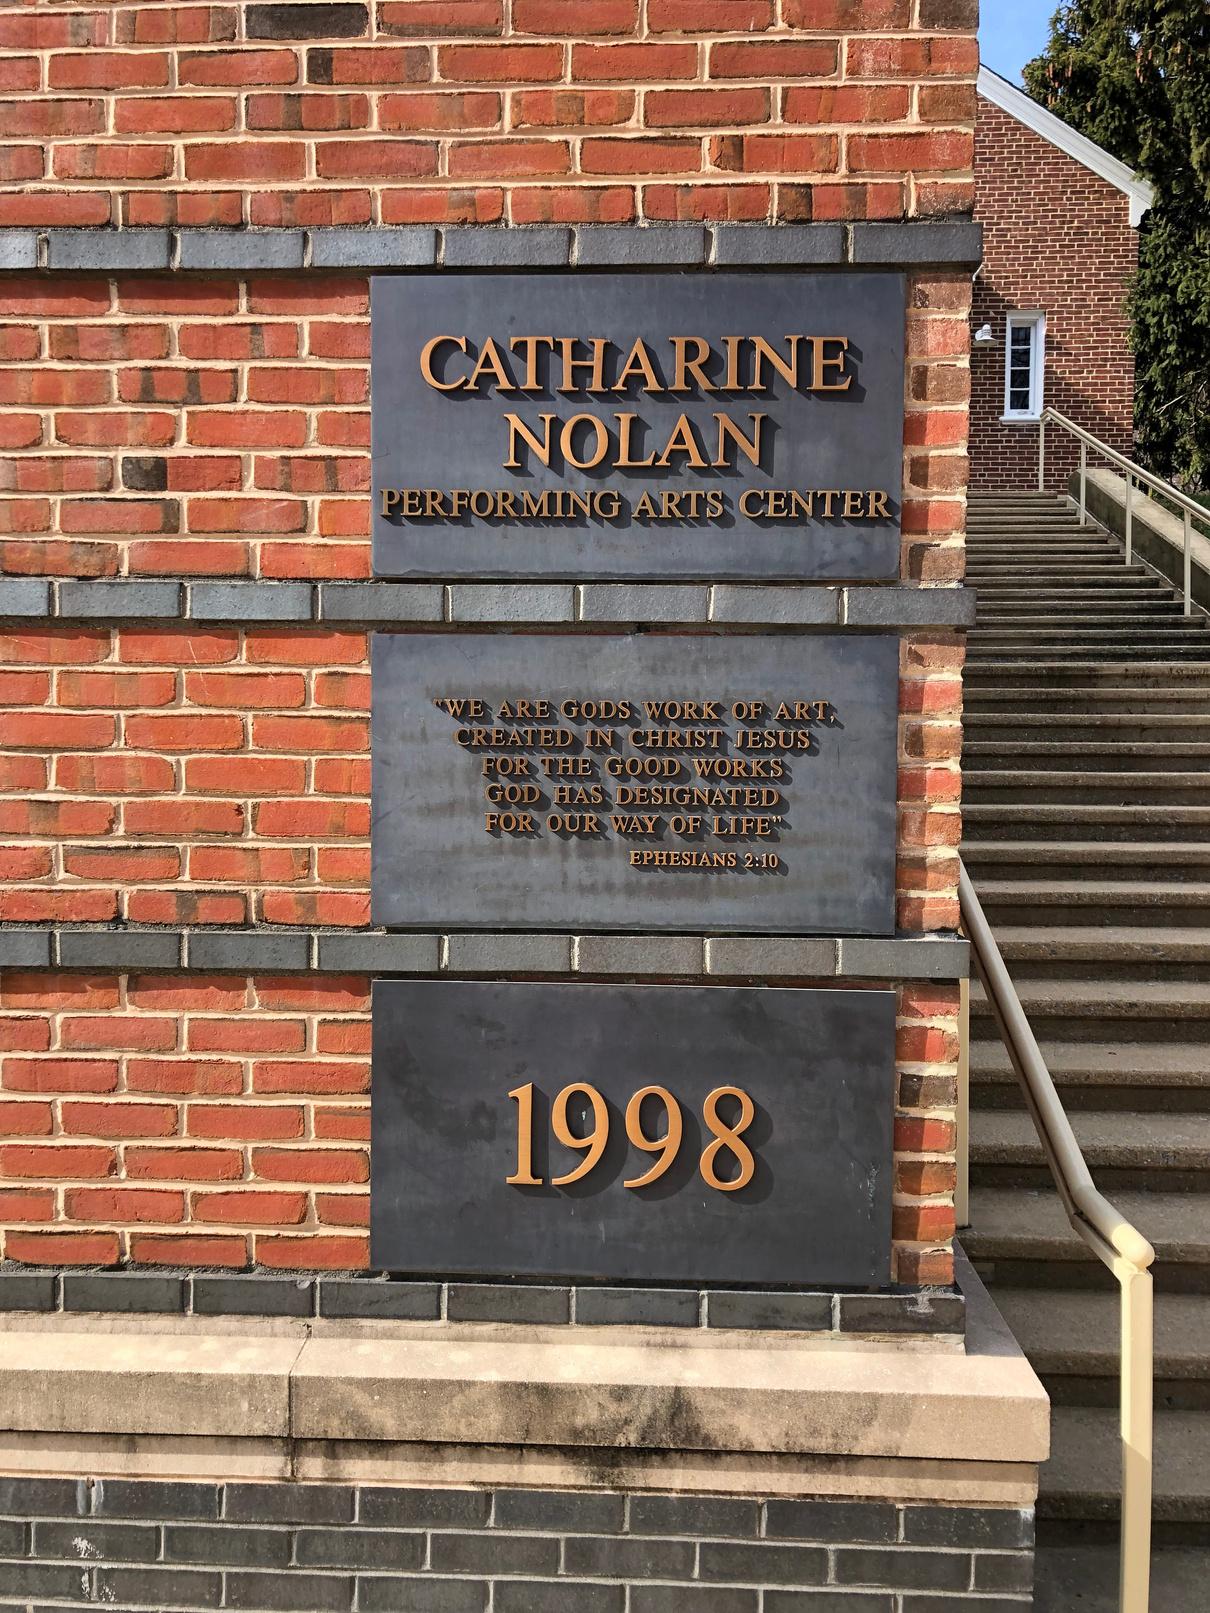 CATHARINE
NOLAN
PERFORMING ARTS CENTER
"WE ARE GODS WORK OF ART,
CREATED IN CHRIST JESUS
FOR THE GOOD WORKS
GOD HAS DESIGNATED
FOR OUR WAY OF LIFE"
EPHESIANS 2:10
1998